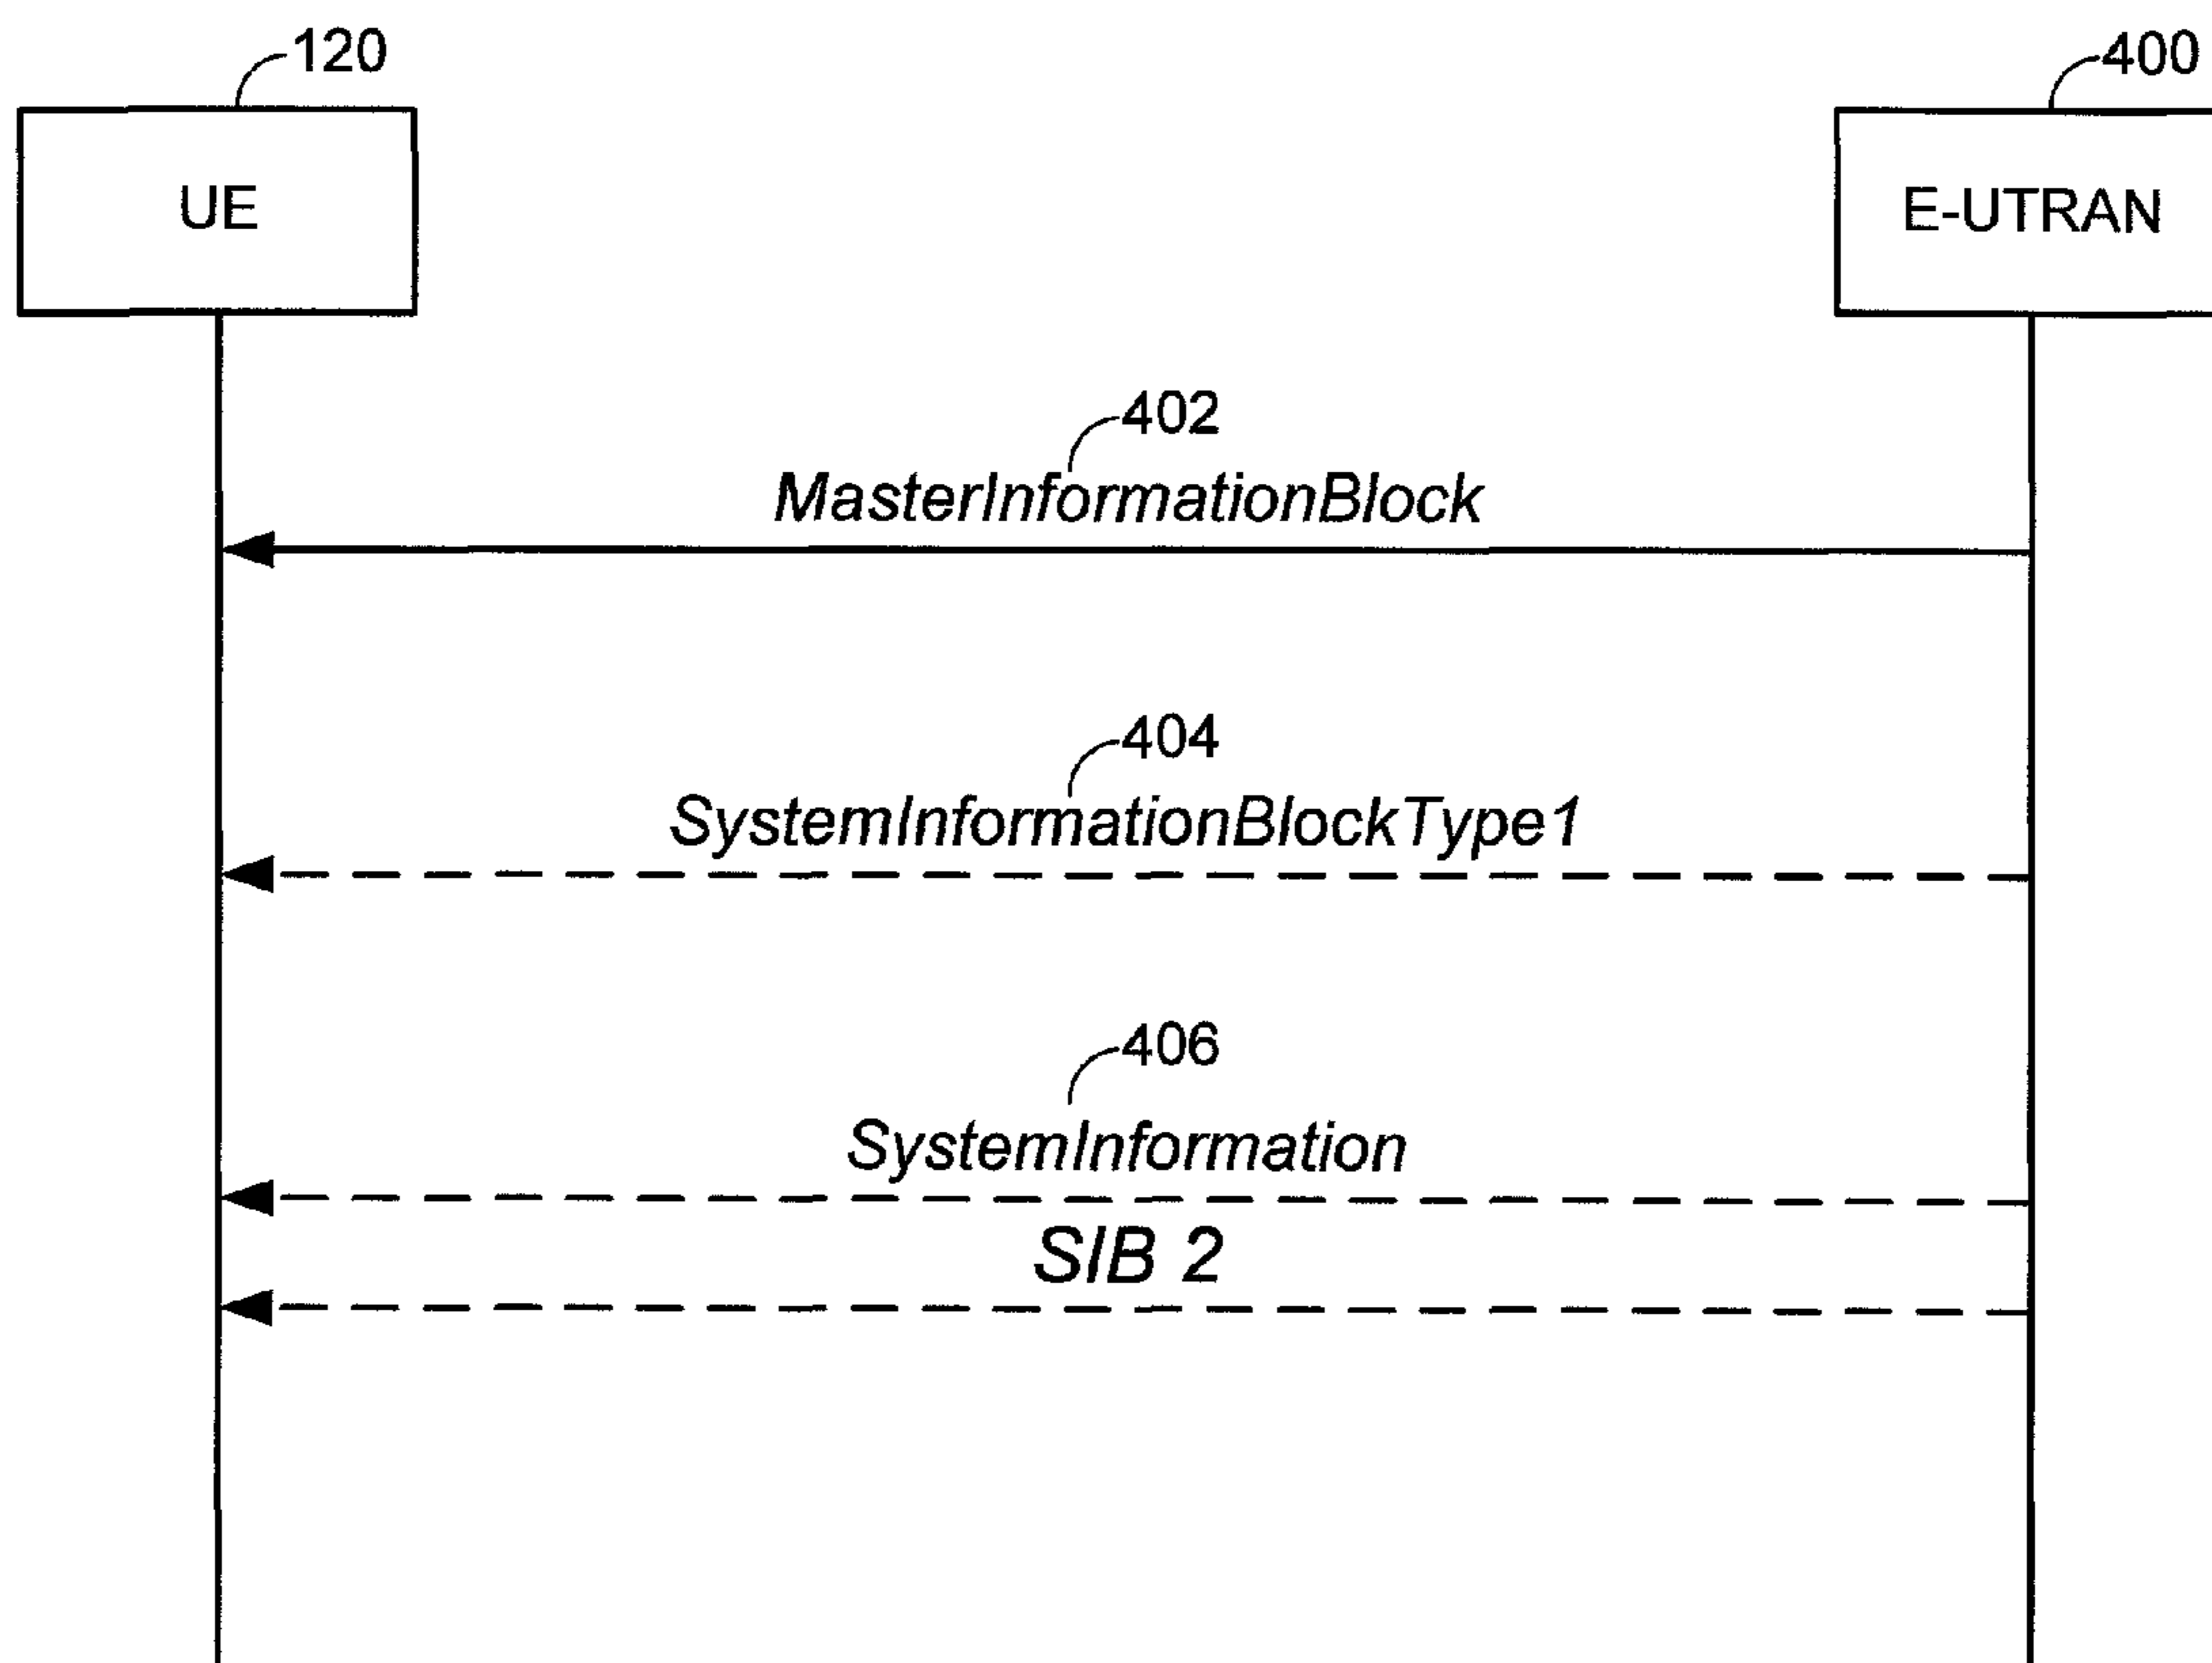 120
400
UE
E-UTRAN
402
MasterInformationBlock
404
SystemInformationBlockType1
406
SystemInformation
SIB 2